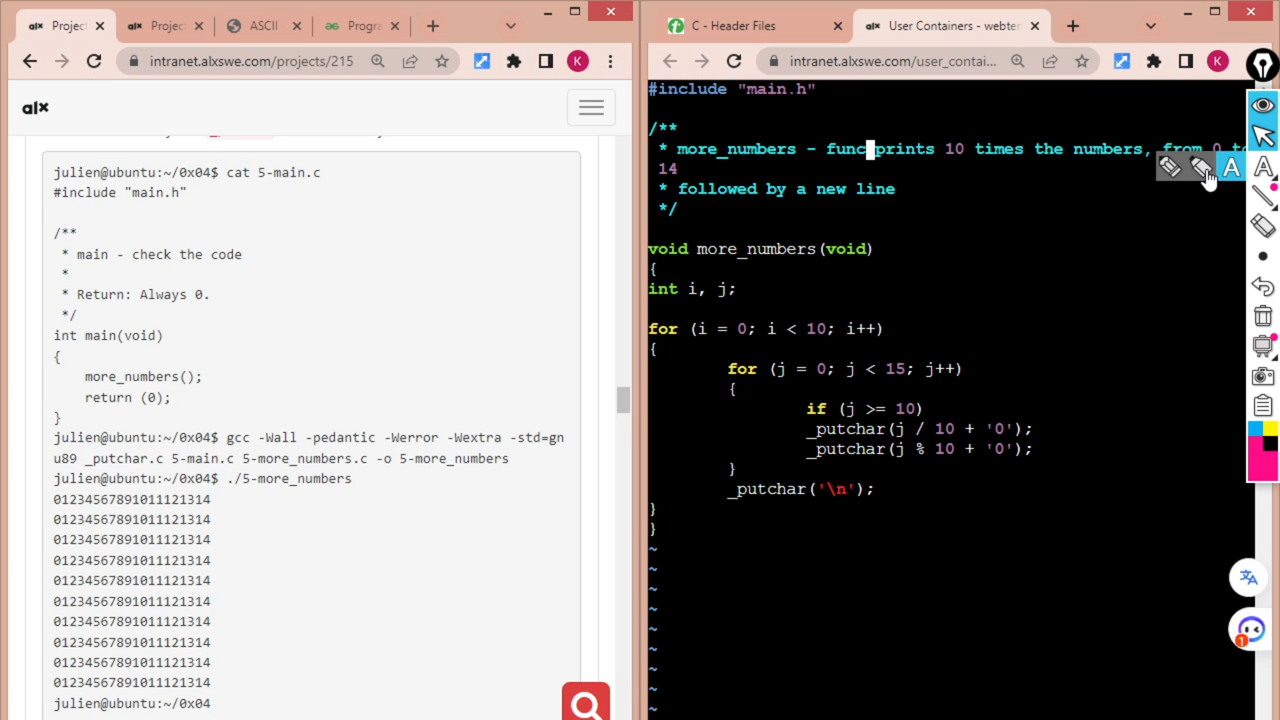 Projec
Projec
ASCII
Progra
intranet.alxswe.com/projects/215
K
alx
julien@ubuntu:~/0x04$ cat 5-main.c
#include "main.h"
/**
* main - check the code
*
* Return: Always 0.
*/
int main(void)
{
more_numbers();
return (0);
}
julien@ubuntu:~/0x04$ gcc -Wall -pedantic -Werror -Wextra -std=gn
u89 _putchar.c 5-main.c 5-more_numbers.c -o 5-more_numbers
julien@ubuntu:~/0x04$ ./5-more_numbers
01234567891011121314
01234567891011121314
01234567891011121314
01234567891011121314
01234567891011121314
01234567891011121314
01234567891011121314
01234567891011121314
01234567891011121314
01234567891011121314
julien@ubuntu:~/0x04
C - Header Files
User Containers - webter
intranet.alxswe.com/user_contai...
K
#include "main.h"
/**
* more_numbers - func prints 10 times the numbers, from 0 to
14
* followed by a new line
*/
void more_numbers(void)
{
int i, j;
for (i = 0; i < 10; i++)
{
for (j = 0; j < 15; j++)
{
if (j >= 10)
_putchar(j / 10 + '0');
_putchar(j % 10 + '0');
}
_putchar('\n');
}
}
~
~
~
~
~
~
~
~
~
A
A
1